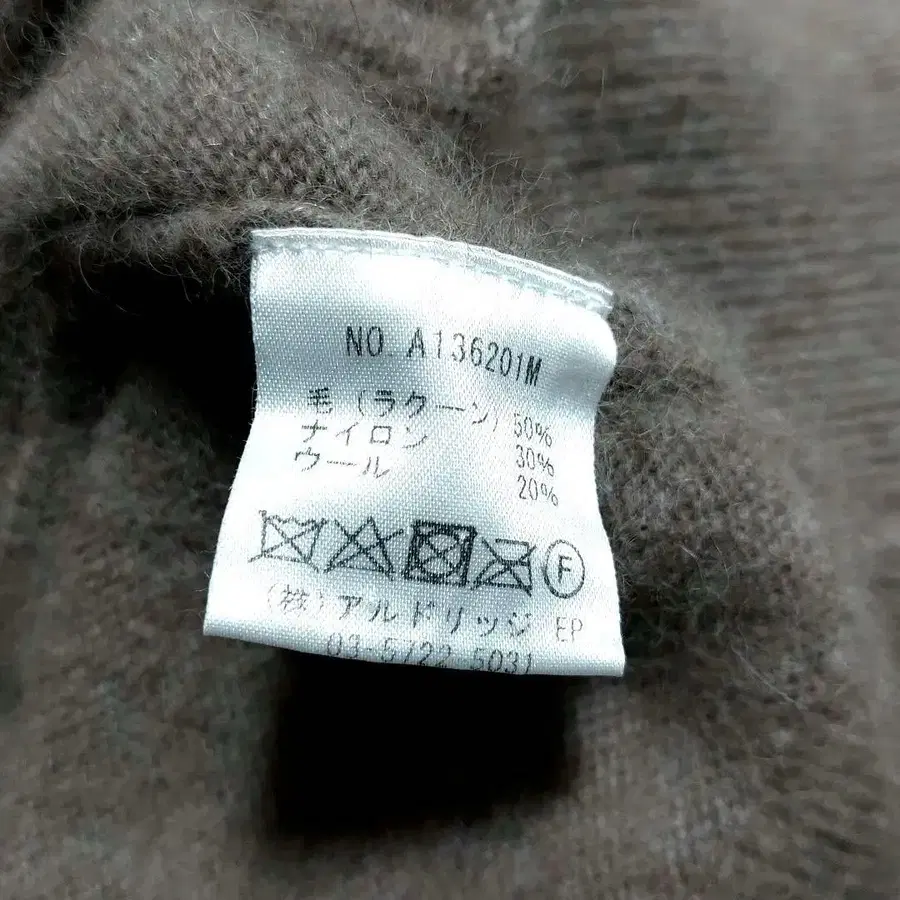 NO. A136201M
毛(ラクーン) 50%
ナイロン 30%
ウール 20%
F
(株)アルドリッジ EP
03-6722-5031